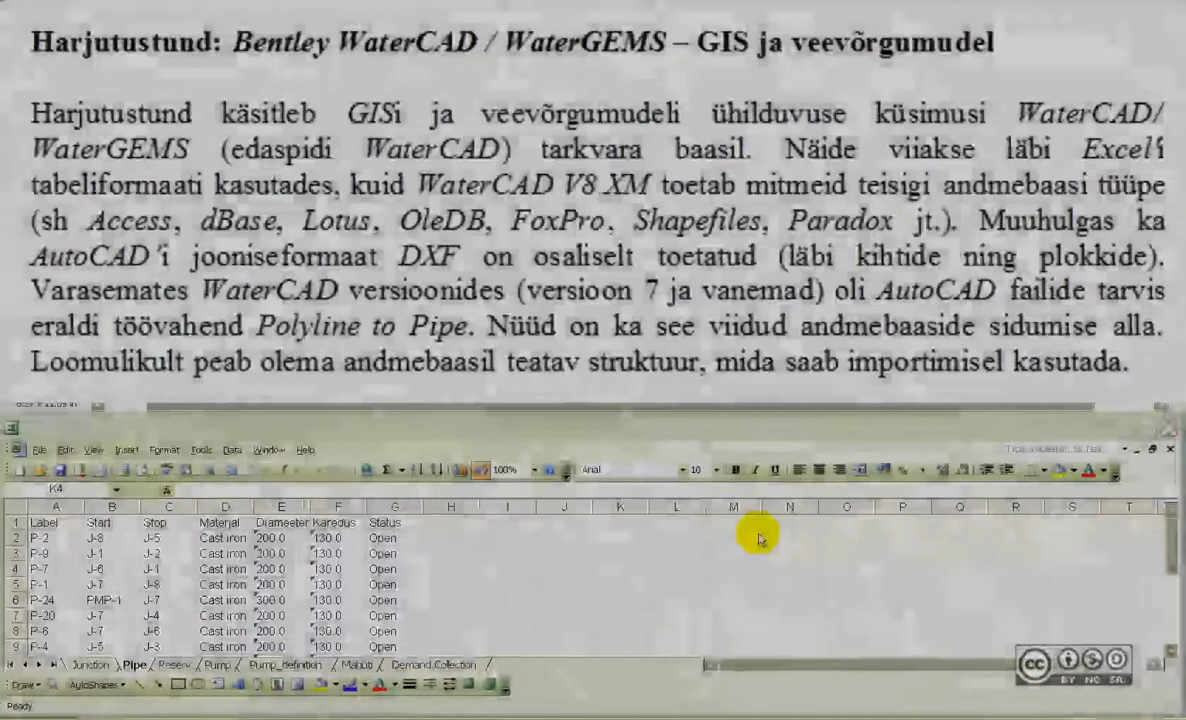 Harjutustund: Bentley WaterCAD / WaterGEMS – GIS ja veevõrgumudel
Harjutustund käsitleb GISi ja veevõrgumudeli ühilduvuse küsimusi WaterCAD/
WaterGEMS (edaspidi WaterCAD) tarkvara baasil. Näide viiakse läbi Excel'i
tabeliformaati kasutades, kuid WaterCAD V8 XM toetab mitmeid teisigi andmebaasi tüüpe
(sh Access, dBase, Lotus, OleDB, FoxPro, Shapefiles, Paradox jt.). Muuhulgas ka
AutoCAD'i jooniseformaat DXF on osaliselt toetatud (läbi kihtide ning plokkide).
Varasemates WaterCAD versioonides (versioon 7 ja vanemad) oli AutoCAD failide tarvis
eraldi töövahend Polyline to Pipe. Nüüd on ka see viidud andmebaaside sidumise alla.
Loomulikult peab olema andmebaasil teatav struktuur, mida saab importimisel kasutada.
File Edit View Insert Format Tools Data Window Help
100% Arial 10 B I U
K4 fx
A B C D E F G H I J K L M N O P Q R S T
1 Label Start Stop Material Diameeter Karedus Status
2 P-2 J-8 J-5 Cast iron 200.0 130.0 Open
3 P-9 J-1 J-2 Cast iron 200.0 130.0 Open
4 P-7 J-6 J-1 Cast iron 200.0 130.0 Open
5 P-1 J-7 J-8 Cast iron 200.0 130.0 Open
6 P-24 PMP-1 J-7 Cast iron 300.0 130.0 Open
7 P-20 J-7 J-4 Cast iron 200.0 130.0 Open
8 P-6 J-7 J-6 Cast iron 200.0 130.0 Open
9 P-4 J-5 J-3 Cast iron 200.0 130.0 Open
Junction Pipe Reserv Pump Pump_definition Mahuti Demand.Collection
Draw AutoShapes
Ready
cc BY NC SA